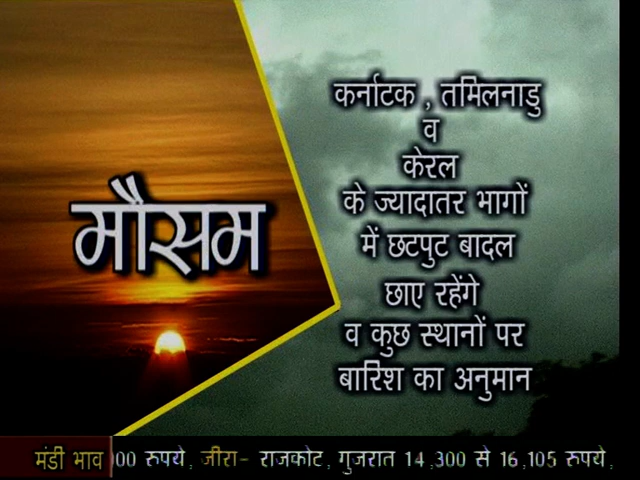 मौसम
कर्नाटक , तमिलनाडु
व
केरल
के ज्यादातर भागों
में छटपुट बादल
छाए रहेंगे
व कुछ स्थानों पर
बारिश का अनुमान
मंडी भाव 00 रुपये, जीरा- राजकोट, गुजरात 14,300 से 16,105 रुपये,